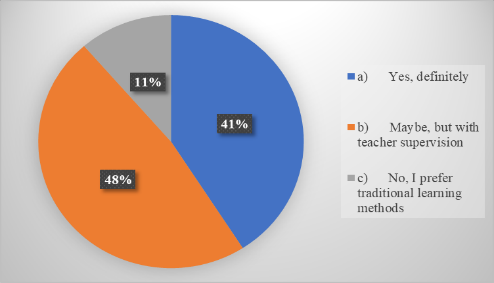 11%
41%
48%
a) Yes, definitely
b) Maybe, but with
teacher supervision
c) No, I prefer
traditional learning
methods